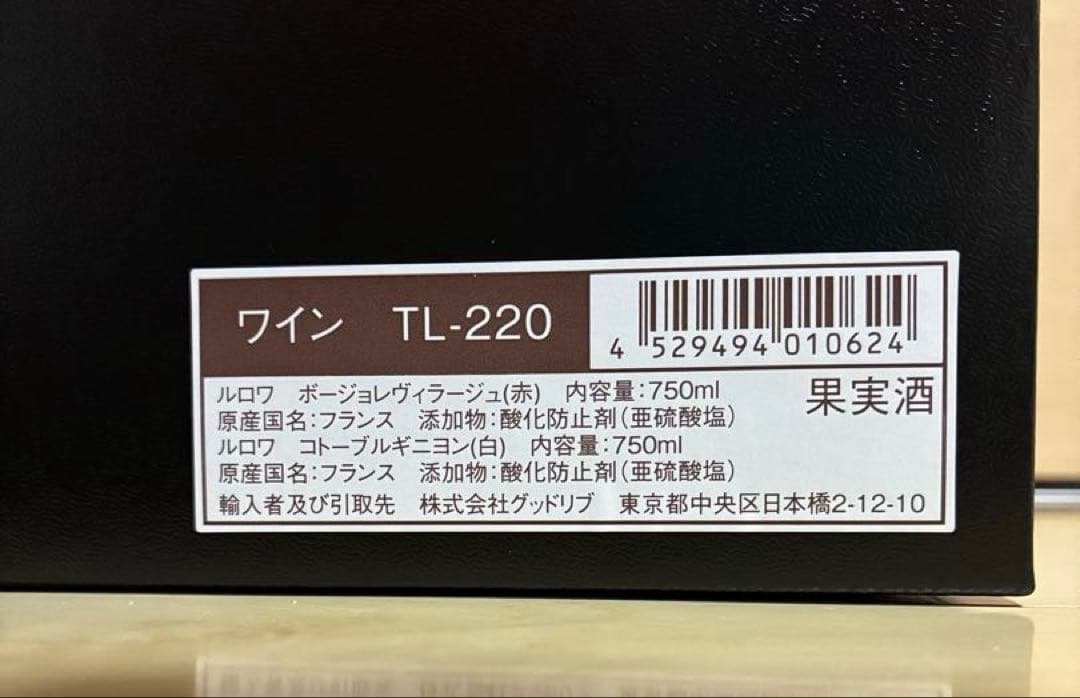 ワイン TL-220
4 529494 010624
ルロワ ボージョレヴィラージュ(赤) 内容量：750ml
果実酒
原産国名：フランス 添加物：酸化防止剤（亜硫酸塩）
ルロワ コトーブルギニヨン(白) 内容量：750ml
原産国名：フランス 添加物：酸化防止剤（亜硫酸塩）
輸入者及び引取先 株式会社グッドリブ 東京都中央区日本橋2-12-10